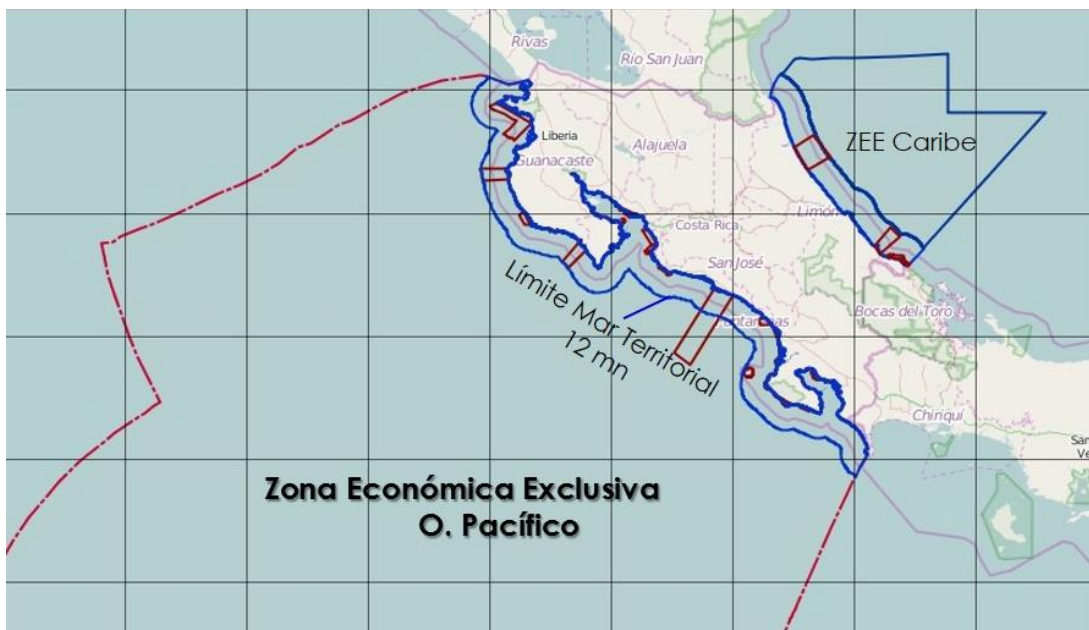 Rivas
Río San Juan
Liberia
Alajuela
ZEE Caribe
Guanacaste
Limón
Costa Rica
San José
Límite Mar Territorial
12 mn
Puntarenas
Bocas del Toro
Chiriquí
Zona Económica Exclusiva
O. Pacífico